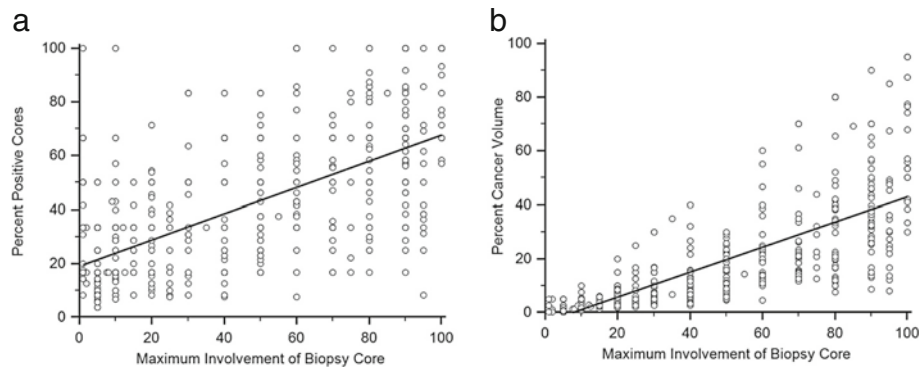 a
100
80
60
40
20
0
Percent Positive Cores
0 20 40 60 80 100
Maximum Involvement of Biopsy Core
b
100
80
60
40
20
0
Percent Cancer Volume
0 20 40 60 80 100
Maximum Involvement of Biopsy Core